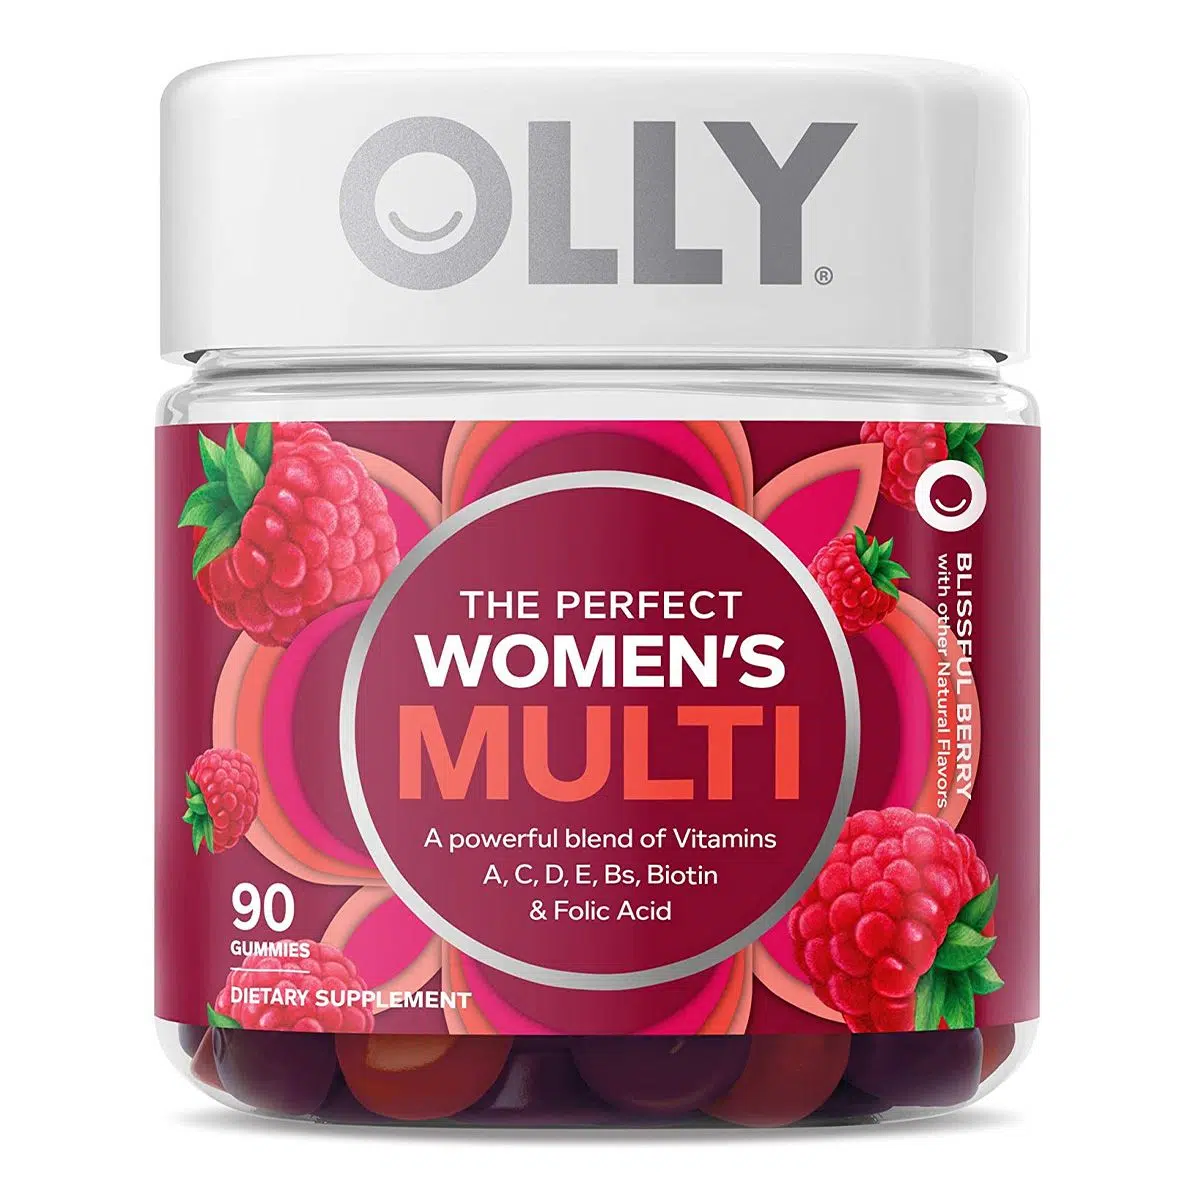 OLLY®
THE PERFECT
WOMEN'S
MULTI
A powerful blend of Vitamins
A, C, D, E, Bs, Biotin
& Folic Acid
BLISSFUL BERRY
with other Natural Flavors
90
GUMMIES
DIETARY SUPPLEMENT